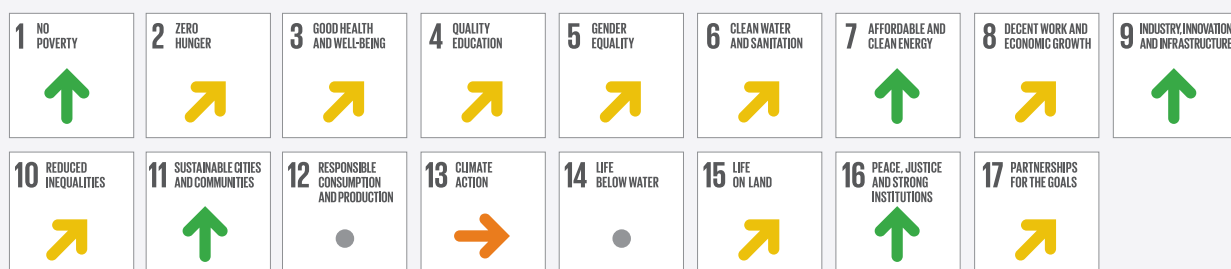 1 NO
POVERTY
2 ZERO
HUNGER
3 GOOD HEALTH
AND WELL-BEING
4 QUALITY
EDUCATION
5 GENDER
EQUALITY
6 CLEAN WATER
AND SANITATION
7 AFFORDABLE AND
CLEAN ENERGY
8 DECENT WORK AND
ECONOMIC GROWTH
9 INDUSTRY, INNOVATION
AND INFRASTRUCTURE
10 REDUCED
INEQUALITIES
11 SUSTAINABLE CITIES
AND COMMUNITIES
12 RESPONSIBLE
CONSUMPTION
AND PRODUCTION
13 CLIMATE
ACTION
14 LIFE
BELOW WATER
15 LIFE
ON LAND
16 PEACE, JUSTICE
AND STRONG
INSTITUTIONS
17 PARTNERSHIPS
FOR THE GOALS